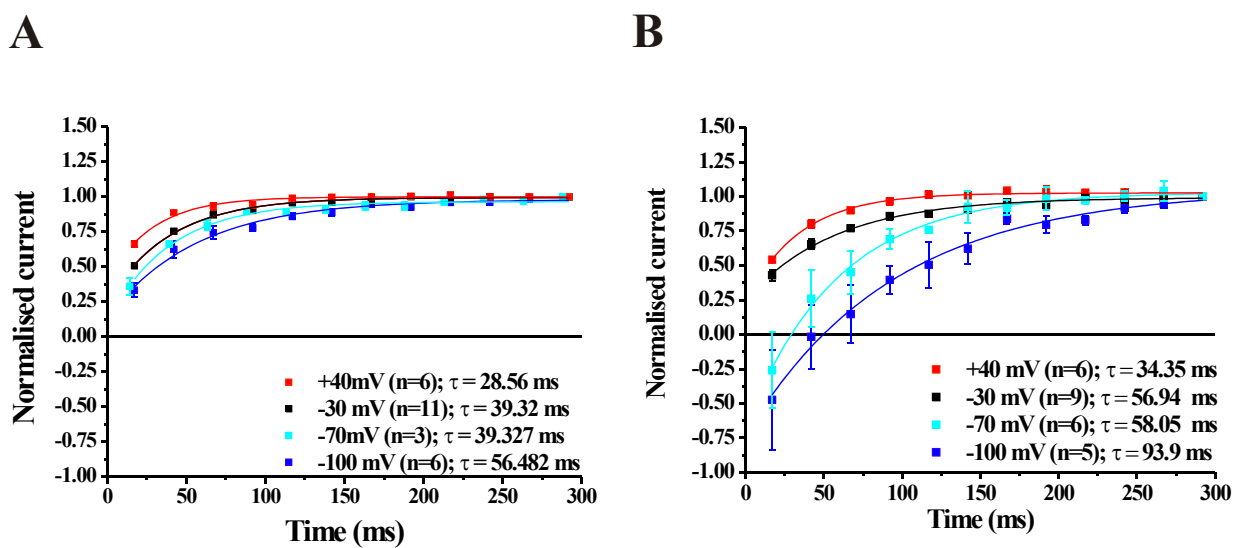 A
Normalised current
1.50
1.25
1.00
0.75
0.50
0.25
0.00
-0.25
-0.50
-0.75
-1.00
+40mV (n=6); τ = 28.56 ms
-30 mV (n=11); τ = 39.32 ms
-70mV (n=3); τ = 39.327 ms
-100 mV (n=6); τ = 56.482 ms
0 50 100 150 200 250 300
Time (ms)
B
Normalised current
1.50
1.25
1.00
0.75
0.50
0.25
0.00
-0.25
-0.50
-0.75
-1.00
+40 mV (n=6); τ = 34.35 ms
-30 mV (n=9); τ = 56.94 ms
-70 mV (n=6); τ = 58.05 ms
-100 mV (n=5); τ = 93.9 ms
0 50 100 150 200 250 300
Time (ms)